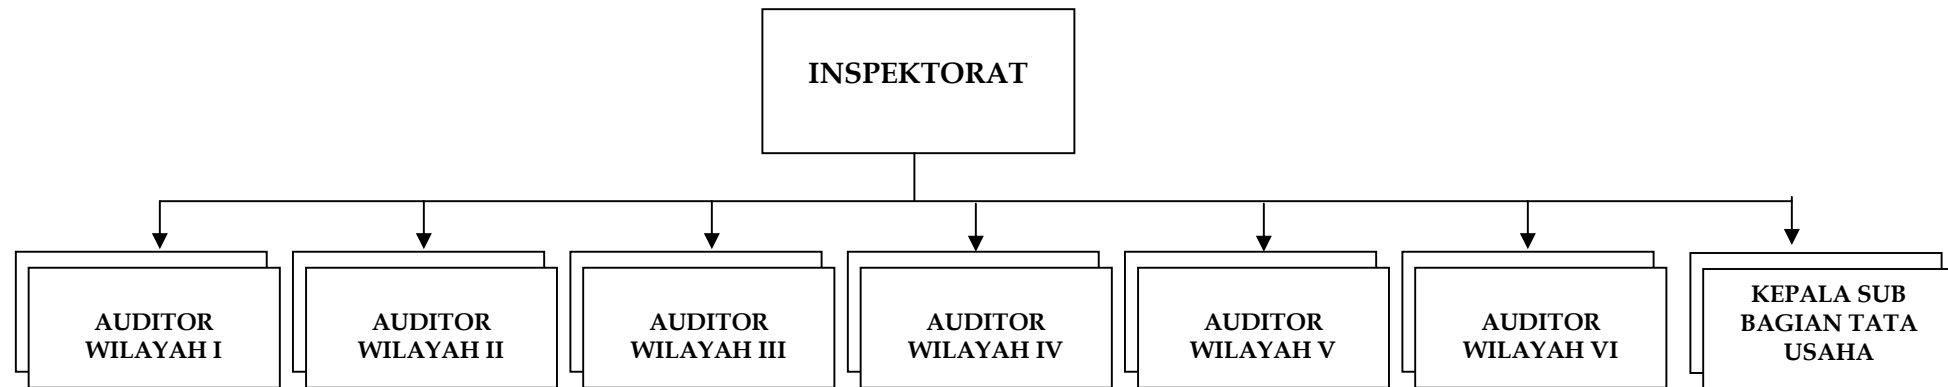 INSPEKTORAT
AUDITOR
WILAYAH I
AUDITOR
WILAYAH II
AUDITOR
WILAYAH III
AUDITOR
WILAYAH IV
AUDITOR
WILAYAH V
AUDITOR
WILAYAH VI
KEPALA SUB
BAGIAN TATA
USAHA